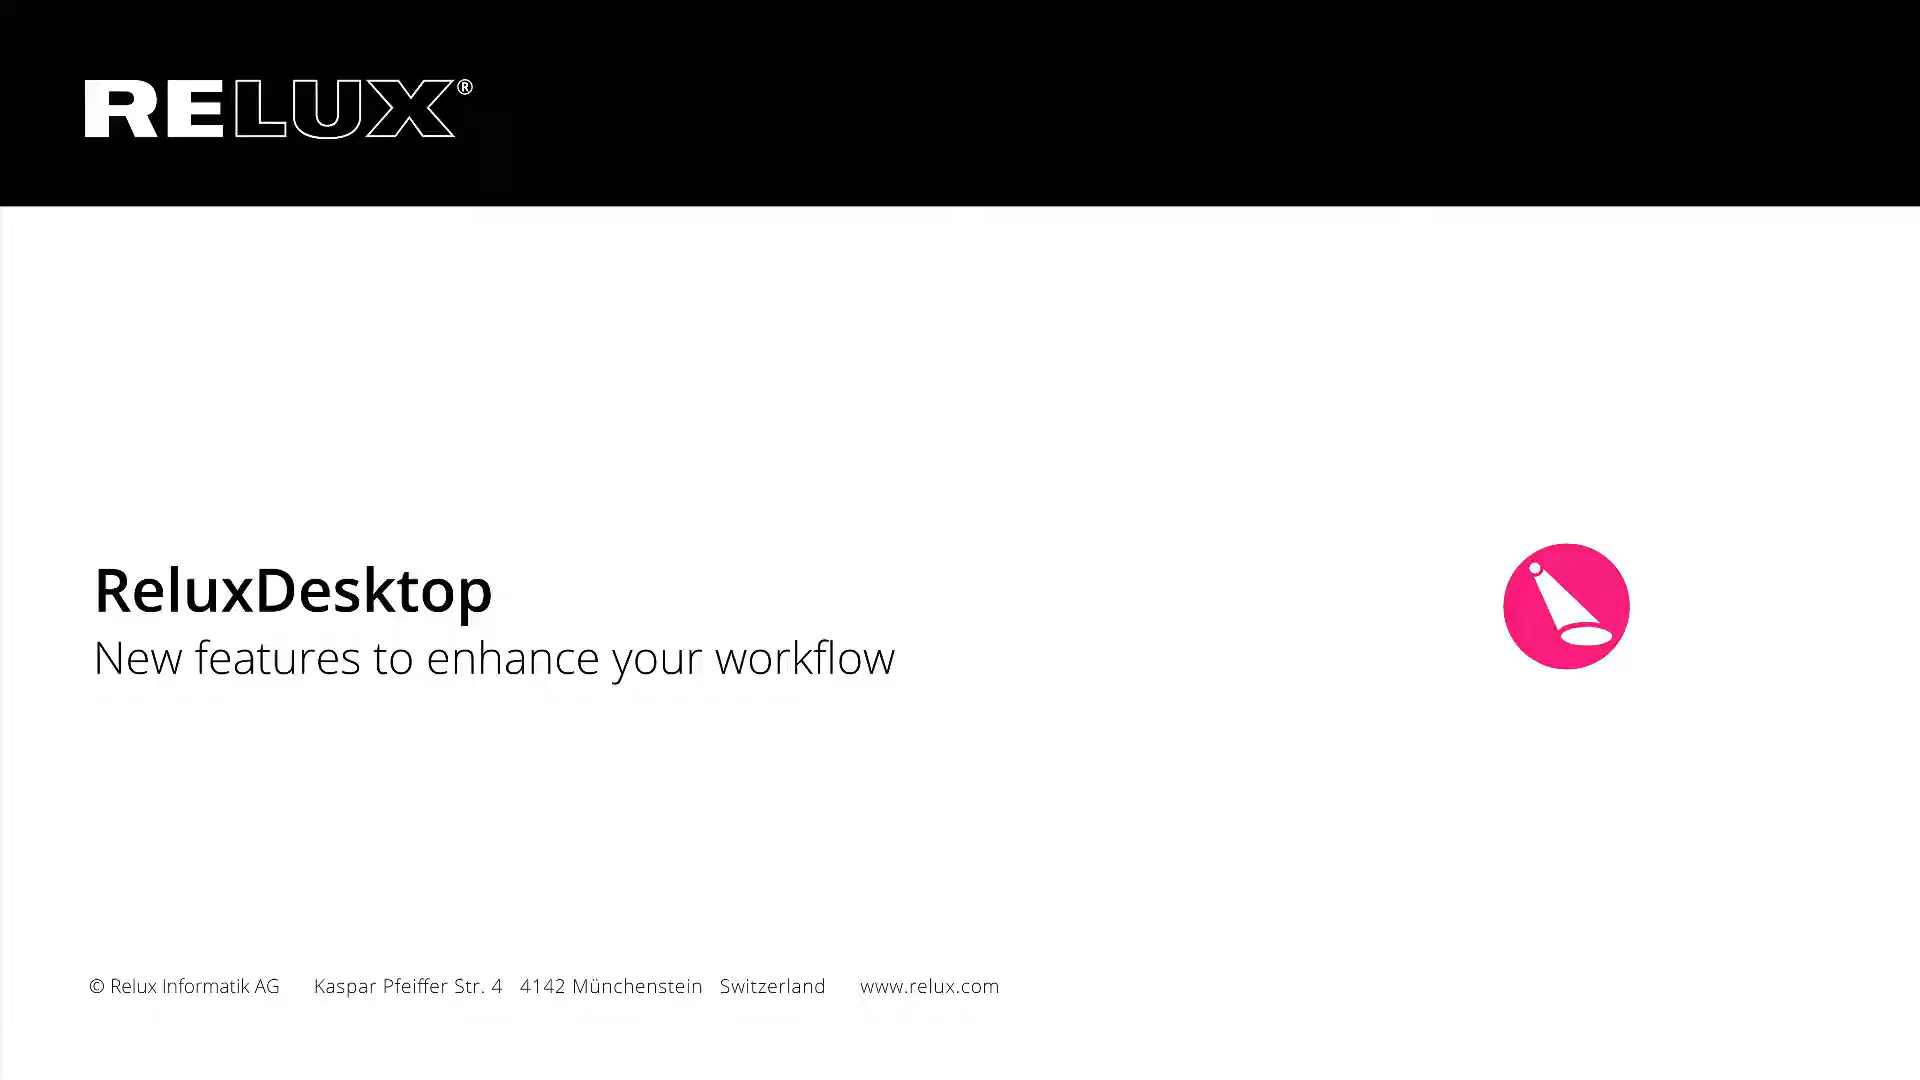 RELUX®
ReluxDesktop
New features to enhance your workflow
© Relux Informatik AG Kaspar Pfeiffer Str. 4 4142 Münchenstein Switzerland www.relux.com